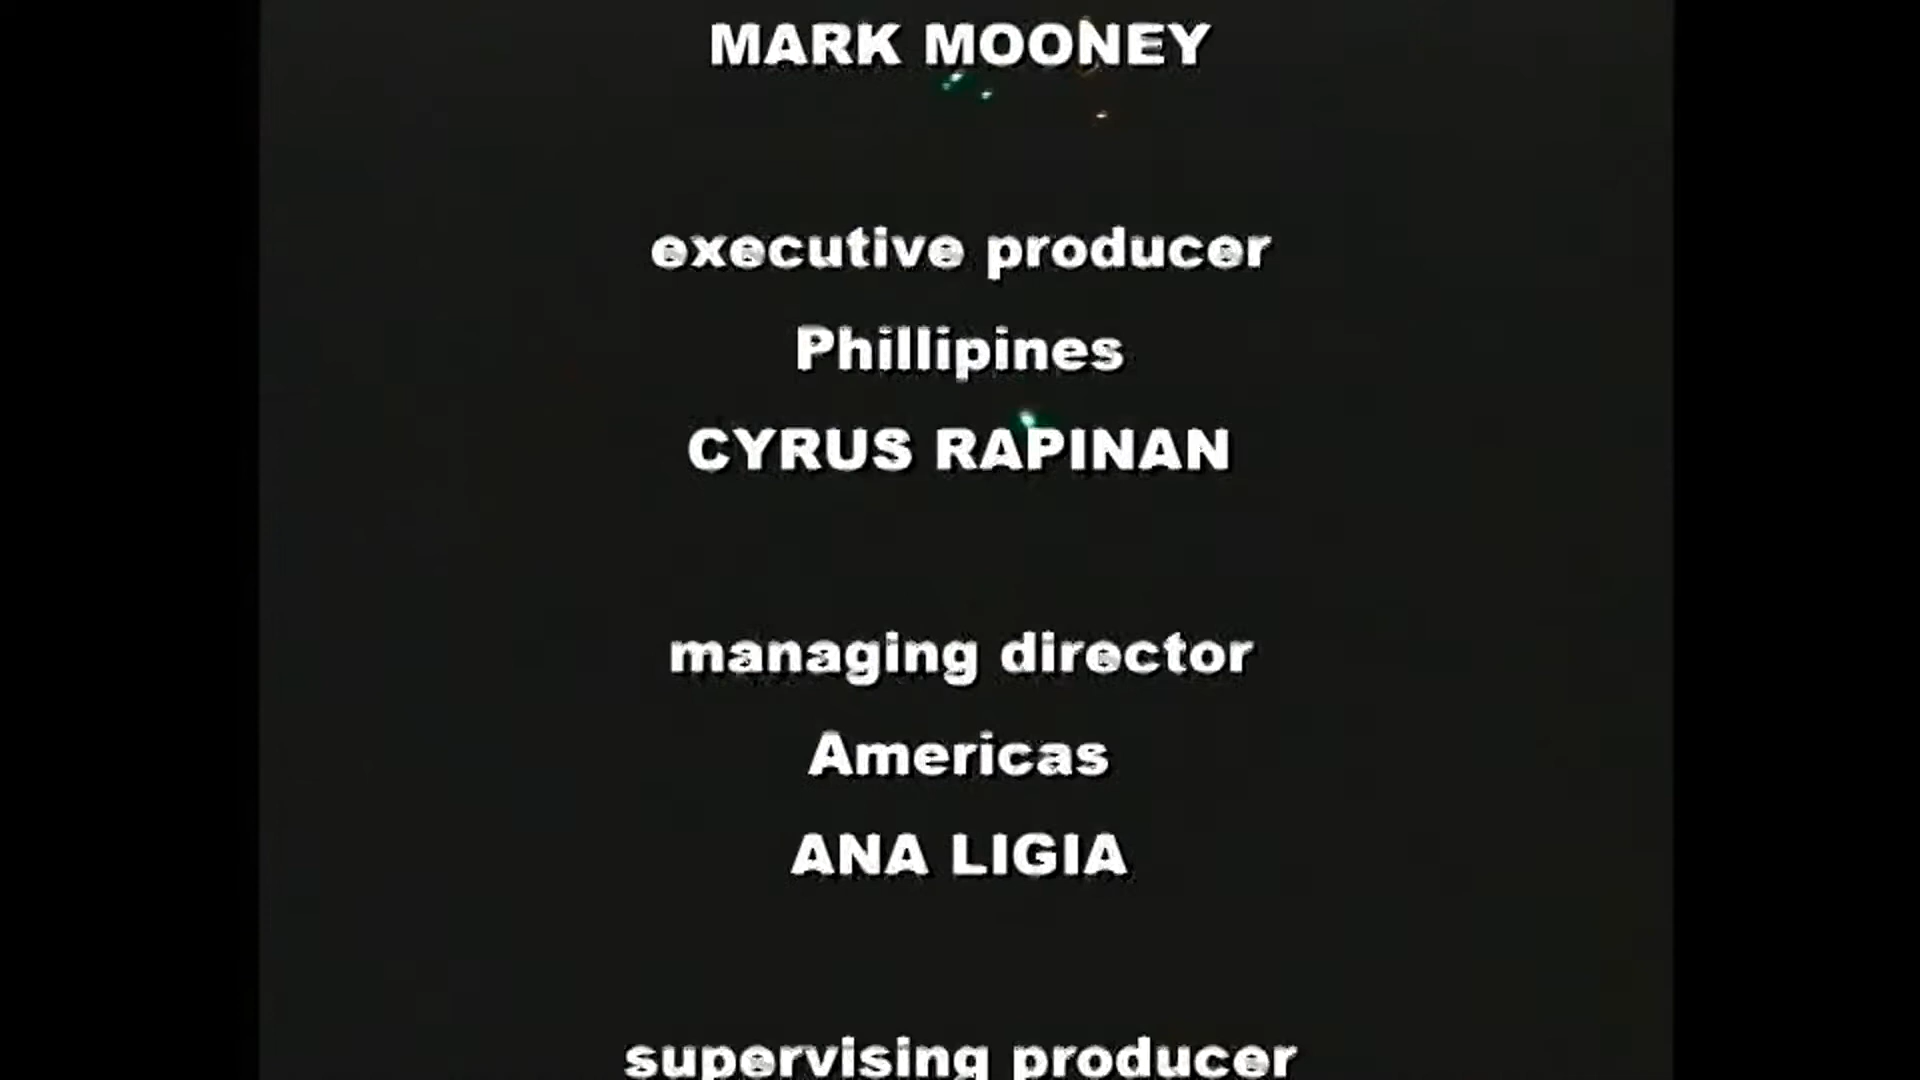 MARK MOONEY
executive producer
Phillipines
CYRUS RAPINAN
managing director
Americas
ANA LIGIA
supervising producer